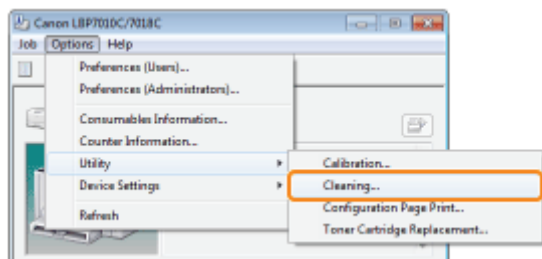 Canon LBP7010C/7018C
Job Options Help
Preferences (Users)...
Preferences (Administrators)...
Consumables Information...
Counter Information...
Utility
Device Settings
Refresh
Calibration...
Cleaning...
Configuration Page Print...
Toner Cartridge Replacement...